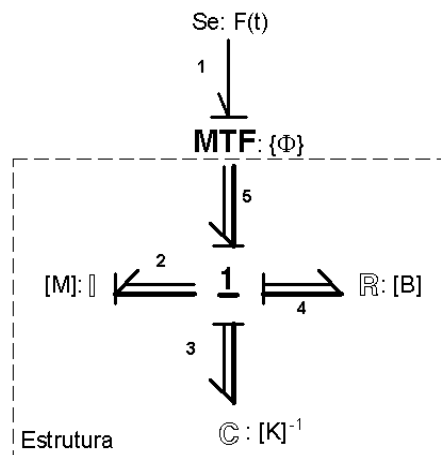 Se: F(t)
1
MTF: {Φ}
5
[M]: 𝕀 2 1 4 ℝ: [B]
3
ℂ : [K]⁻¹
Estrutura